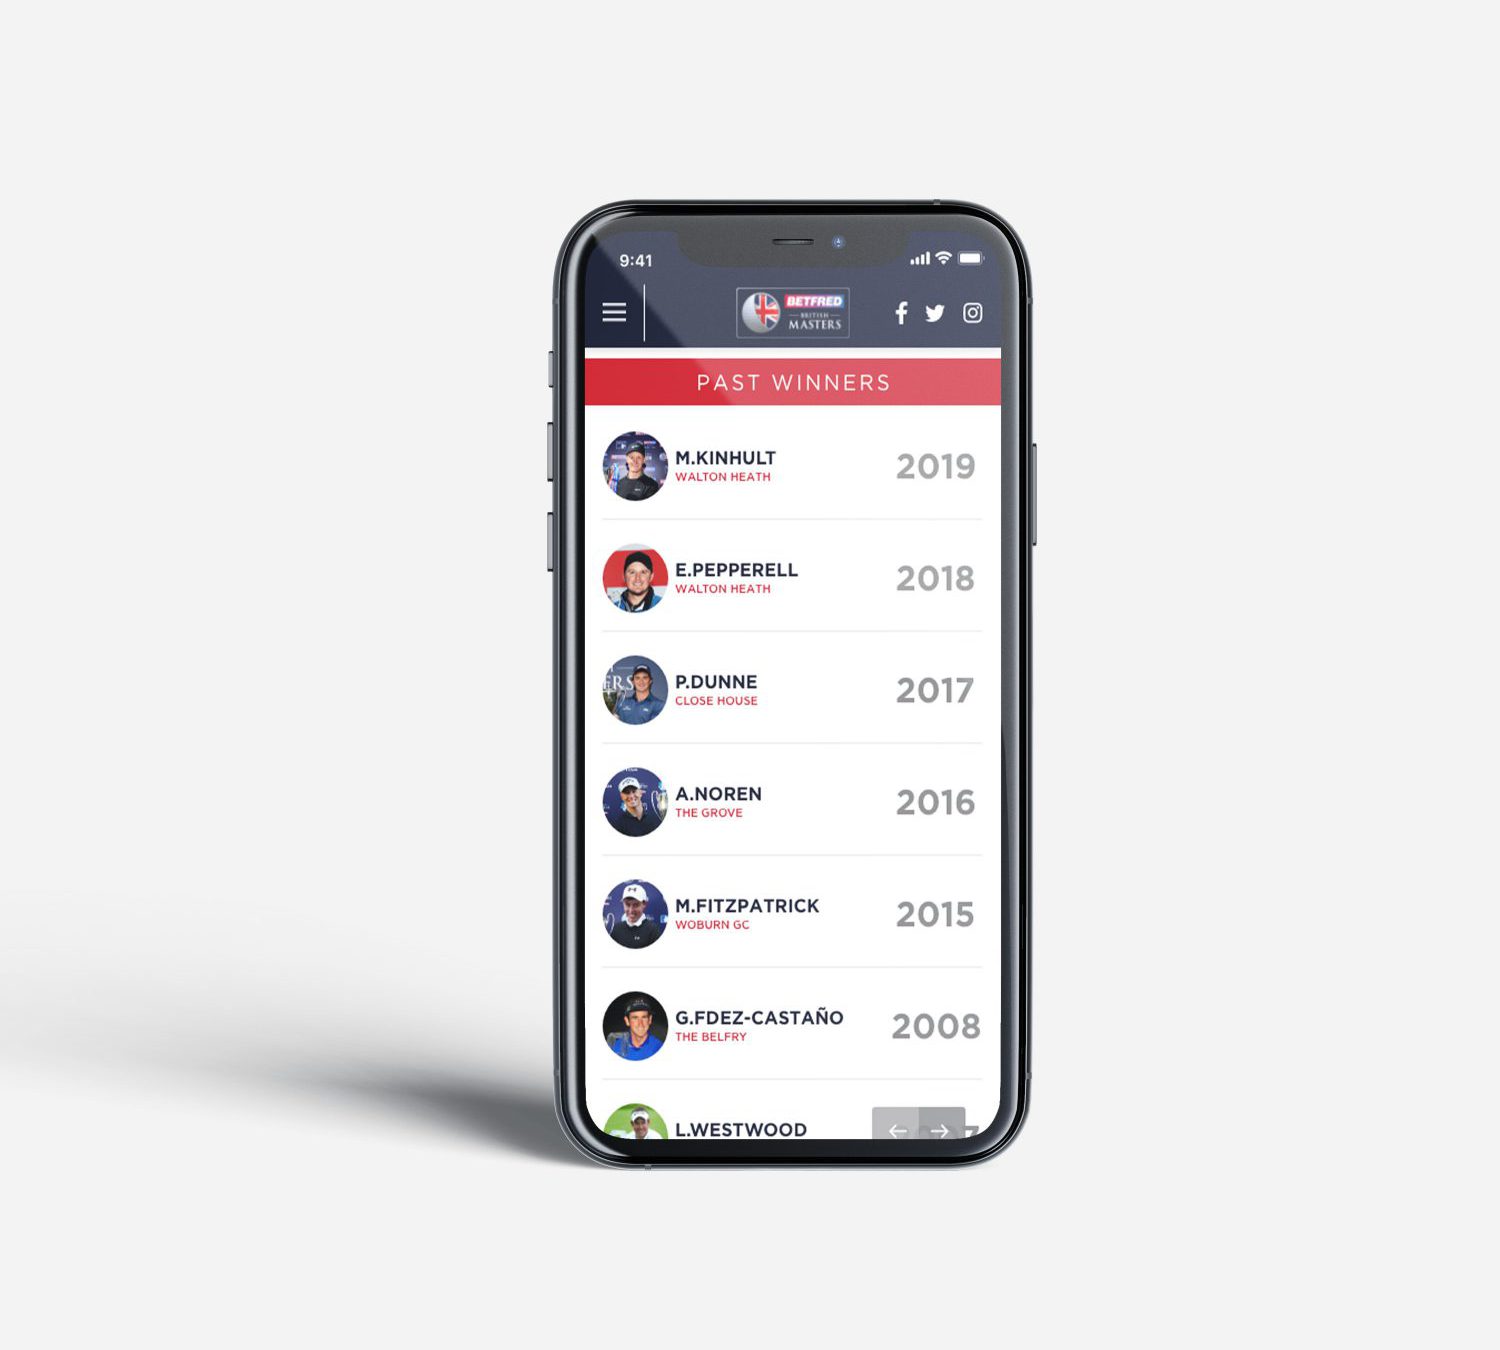 9:41
BETFRED
BRITISH
MASTERS
PAST WINNERS
M.KINHULT
WALTON HEATH
2019
E.PEPPERELL
WALTON HEATH
2018
P.DUNNE
CLOSE HOUSE
2017
A.NOREN
THE GROVE
2016
M.FITZPATRICK
WOBURN GC
2015
G.FDEZ-CASTAÑO
THE BELFRY
2008
L.WESTWOOD